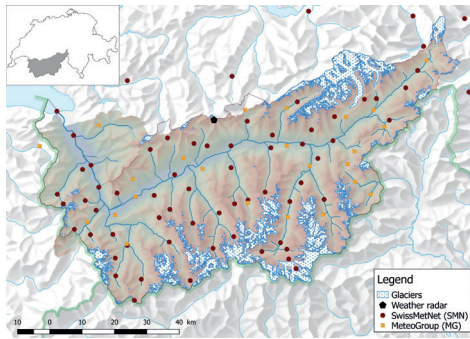 Legend
Glaciers
Weather radar
SwissMetNet (SMN)
MeteoGroup (MG)
10 0 10 20 30 40 km